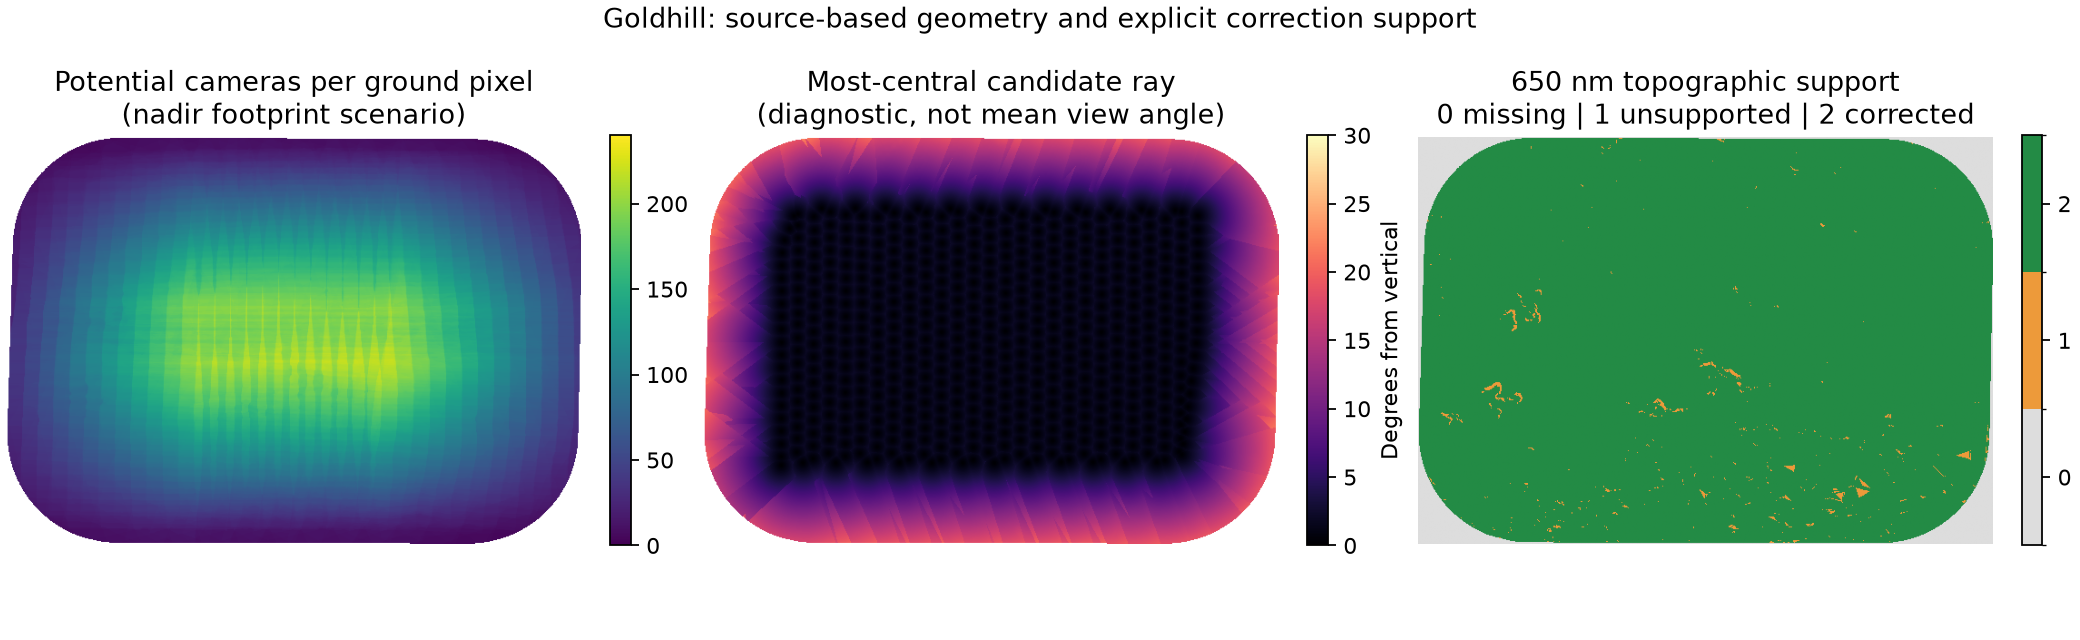 Goldhill: source-based geometry and explicit correction support
Potential cameras per ground pixel
(nadir footprint scenario)
200
150
100
50
0
Most-central candidate ray
(diagnostic, not mean view angle)
30
25
20
15
10
5
0
Degrees from vertical
650 nm topographic support
0 missing | 1 unsupported | 2 corrected
2
1
0